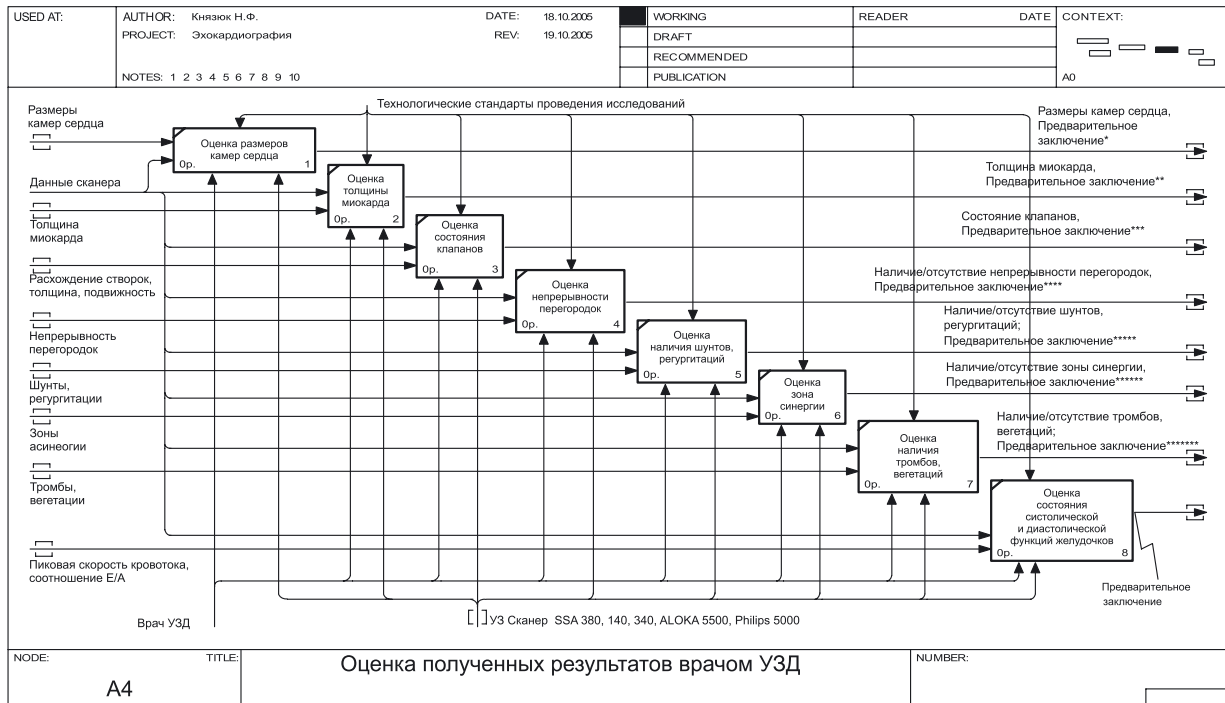 USED AT:
AUTHOR: Князюк Н.Ф.
DATE: 18.10.2005
PROJECT: Эхокардиография
REV: 19.10.2005
NOTES: 1 2 3 4 5 6 7 8 9 10
WORKING
DRAFT
RECOMMENDED
PUBLICATION
READER DATE
CONTEXT:
A0
Технологические стандарты проведения исследований
Размеры
камер сердца
Данные сканера
Толщина
миокарда
Расхождение створок,
толщина, подвижность
Непрерывность
перегородок
Шунты,
регургитации
Зоны
асинеогии
Тромбы,
вегетации
Пиковая скорость кровотока,
соотношение Е/А
Оценка размеров
камер сердца
0р. 1
Оценка
толщины
миокарда
0р. 2
Оценка
состояния
клапанов
0р. 3
Оценка
непрерывности
перегородок
0р. 4
Оценка
наличия шунтов,
регургитаций
0р. 5
Оценка
зона
синергии
0р. 6
Оценка
наличия
тромбов,
вегетаций
0р. 7
Оценка
состояния
систолической
и диастолической
функций желудочков
0р. 8
Размеры камер сердца,
Предварительное
заключение*
Толщина миокарда,
Предварительное заключение**
Состояние клапанов,
Предварительное заключение***
Наличие/отсутствие непрерывности перегородок,
Предварительное заключение****
Наличие/отсутствие шунтов,
регургитаций;
Предварительное заключение*****
Наличие/отсутствие зоны синергии,
Предварительное заключение******
Наличие/отсутствие тромбов,
вегетаций;
Предварительное заключение*******
Предварительное
заключение
Врач УЗД
УЗ Сканер SSA 380, 140, 340, ALOKA 5500, Philips 5000
NODE:
A4
TITLE:
Оценка полученных результатов врачом УЗД
NUMBER: